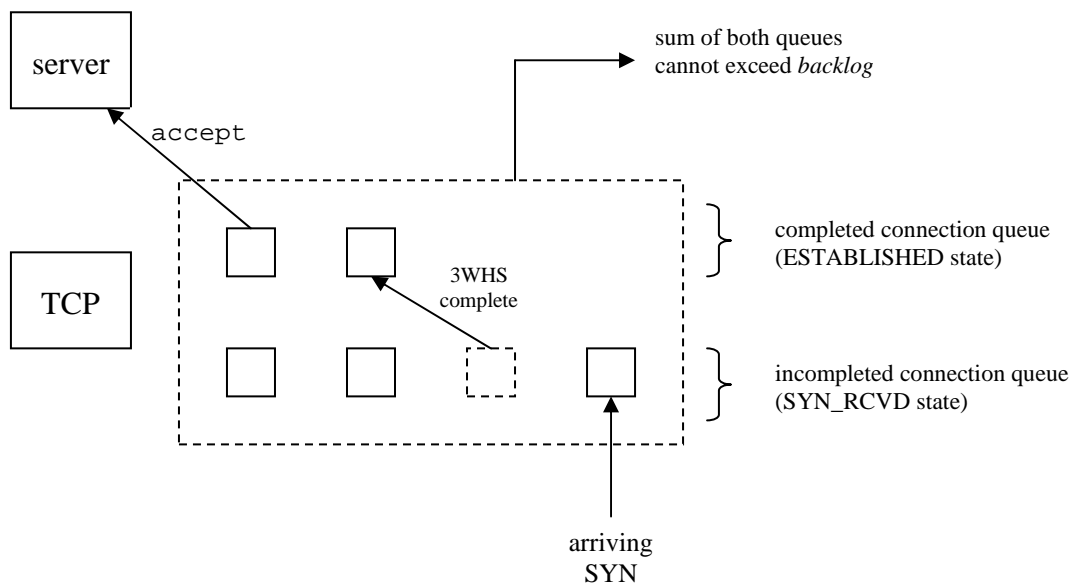 server
sum of both queues
cannot exceed backlog
accept
completed connection queue
(ESTABLISHED state)
TCP
3WHS
complete
incompleted connection queue
(SYN_RCVD state)
arriving
SYN